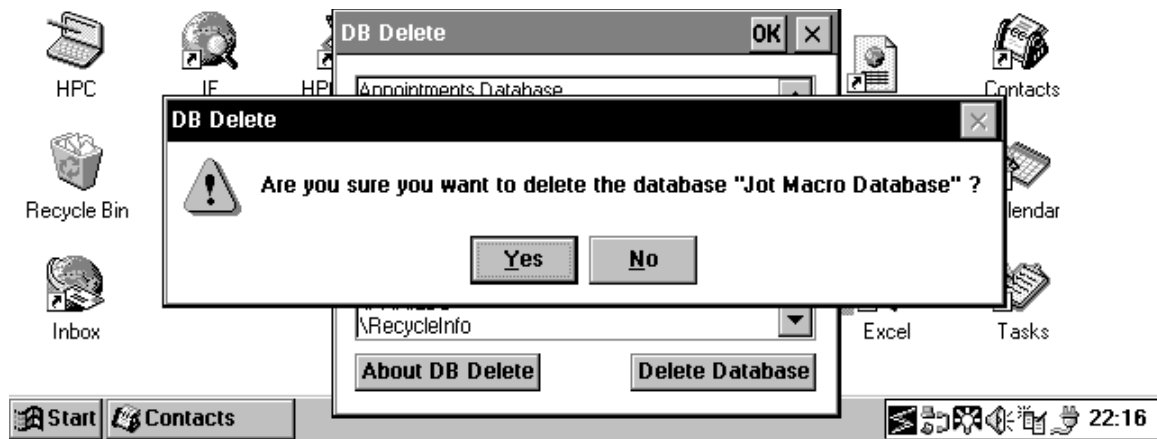 DB Delete OK
HPC
IE
Contacts
Appointments Database
DB Delete
Are you sure you want to delete the database "Jot Macro Database" ?
Yes No
Recycle Bin
Inbox
\RecycleInfo
Excel
Tasks
About DB Delete Delete Database
Start Contacts 22:16